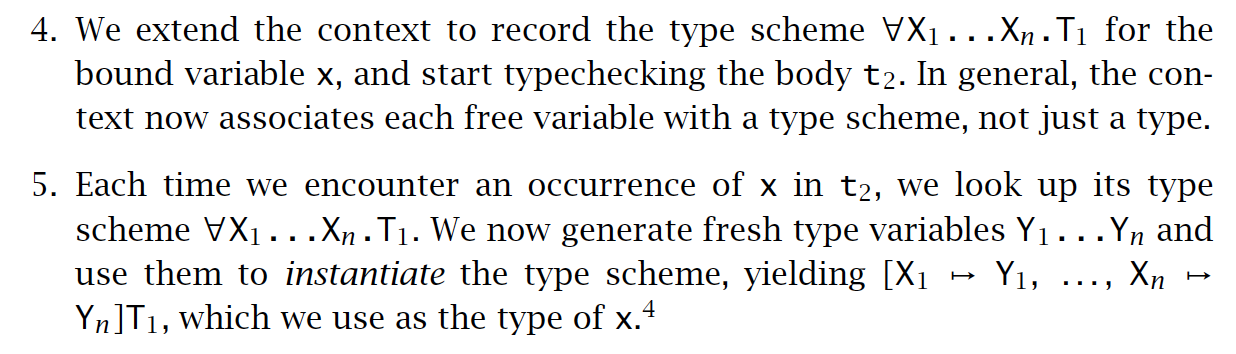 4. We extend the context to record the type scheme ∀X₁...Xₙ.T₁ for the
bound variable x, and start typechecking the body t₂. In general, the con-
text now associates each free variable with a type scheme, not just a type.
5. Each time we encounter an occurrence of x in t₂, we look up its type
scheme ∀X₁...Xₙ.T₁. We now generate fresh type variables Y₁...Yₙ and
use them to instantiate the type scheme, yielding [X₁ ↦ Y₁, ..., Xₙ ↦
Yₙ]T₁, which we use as the type of x.⁴